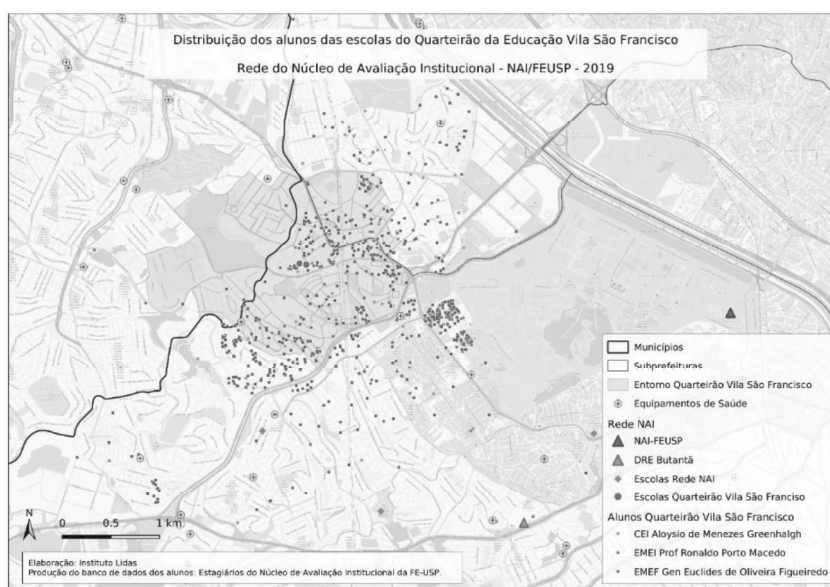 Distribuição dos alunos das escolas do Quarteirão da Educação Vila São Francisco
Rede do Núcleo de Avaliação Institucional - NAI/FEUSP - 2019
Municípios
Subprefeituras
Entorno Quarteirão Vila São Francisco
Equipamentos de Saúde
Rede NAI
NAI-FEUSP
DRE Butantã
Escolas Rede NAI
Escolas Quarteirão Vila São Franciso
Alunos Quarteirão Vila São Francisco
CEI Aloysio de Menezes Greenhalgh
EMEI Prof Ronaldo Porto Macedo
EMEF Gen Euclides de Oliveira Figueiredo
N
0 0.5 1 km
Elaboração: Instituto Lidas
Produção do banco de dados dos alunos: Estagiários do Núcleo de Avaliação Institucional da FE-USP.